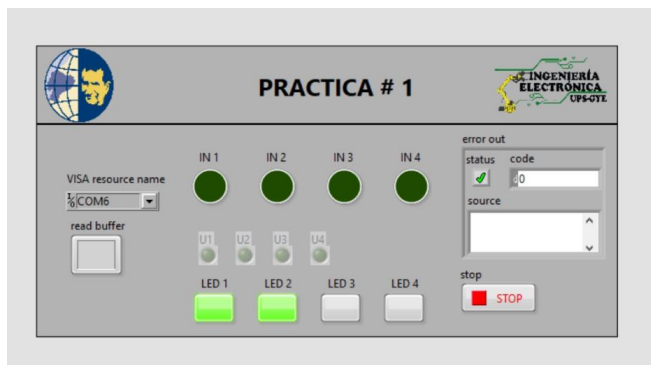 PRACTICA # 1
INGENIERÍA
ELECTRÓNICA
UPS-GYE
error out
status code
0
source
IN 1 IN 2 IN 3 IN 4
VISA resource name
COM6
read buffer
U1 U2 U3 U4
LED 1 LED 2 LED 3 LED 4
stop
STOP